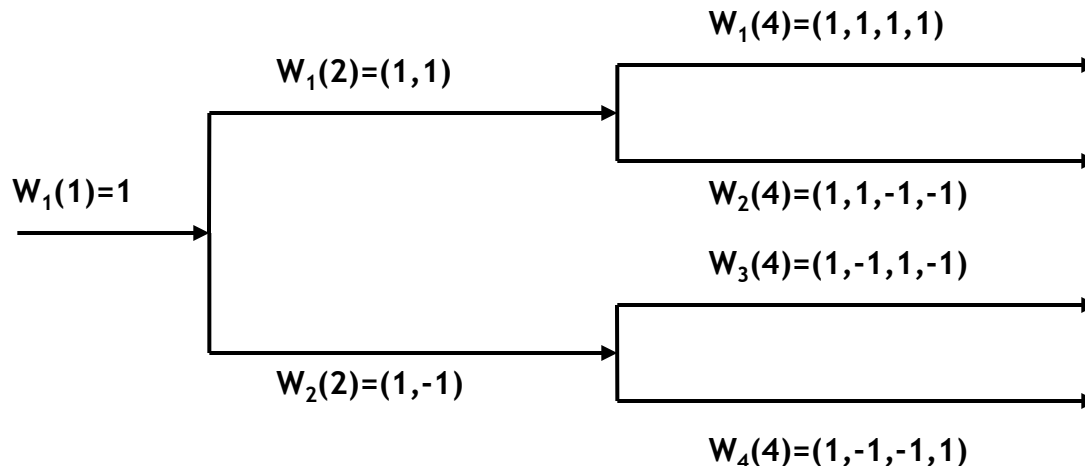 W₁(4)=(1,1,1,1)
W₁(2)=(1,1)
W₁(1)=1
W₂(4)=(1,1,-1,-1)
W₃(4)=(1,-1,1,-1)
W₂(2)=(1,-1)
W₄(4)=(1,-1,-1,1)